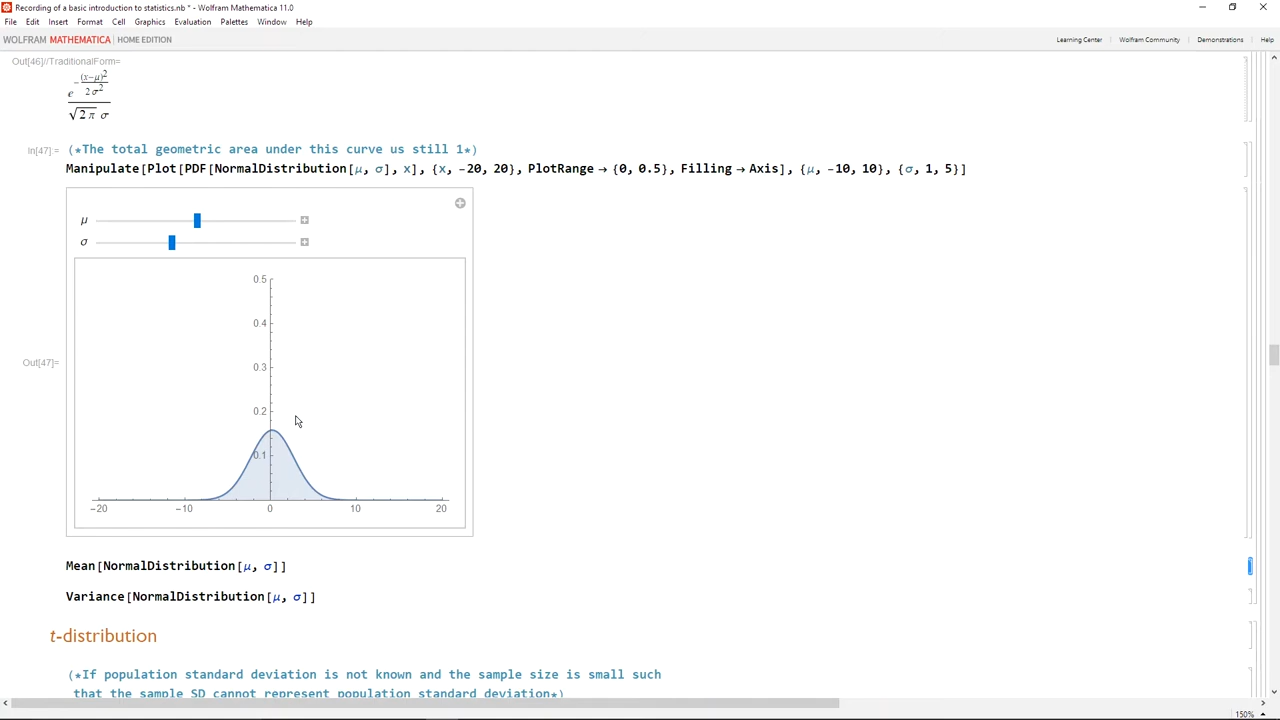 Recording of a basic introduction to statistics.nb * - Wolfram Mathematica 11.0
File Edit Insert Format Cell Graphics Evaluation Palettes Window Help
WOLFRAM MATHEMATICA | HOME EDITION Learning Center Wolfram Community Demonstrations Help
Out[46]//TraditionalForm=
e^(-(x-μ)^2/(2 σ^2))
√(2 π) σ
In[47]:= (*The total geometric area under this curve us still 1*)
Manipulate[Plot[PDF[NormalDistribution[μ, σ], x], {x, -20, 20}, PlotRange → {0, 0.5}, Filling → Axis], {μ, -10, 10}, {σ, 1, 5}]
μ
σ
0.5
0.4
0.3
Out[47]=
0.2
0.1
-20 -10 0 10 20
Mean[NormalDistribution[μ, σ]]
Variance[NormalDistribution[μ, σ]]
t-distribution
(*If population standard deviation is not known and the sample size is small such
that the sample SD cannot represent population standard deviation*)
150%